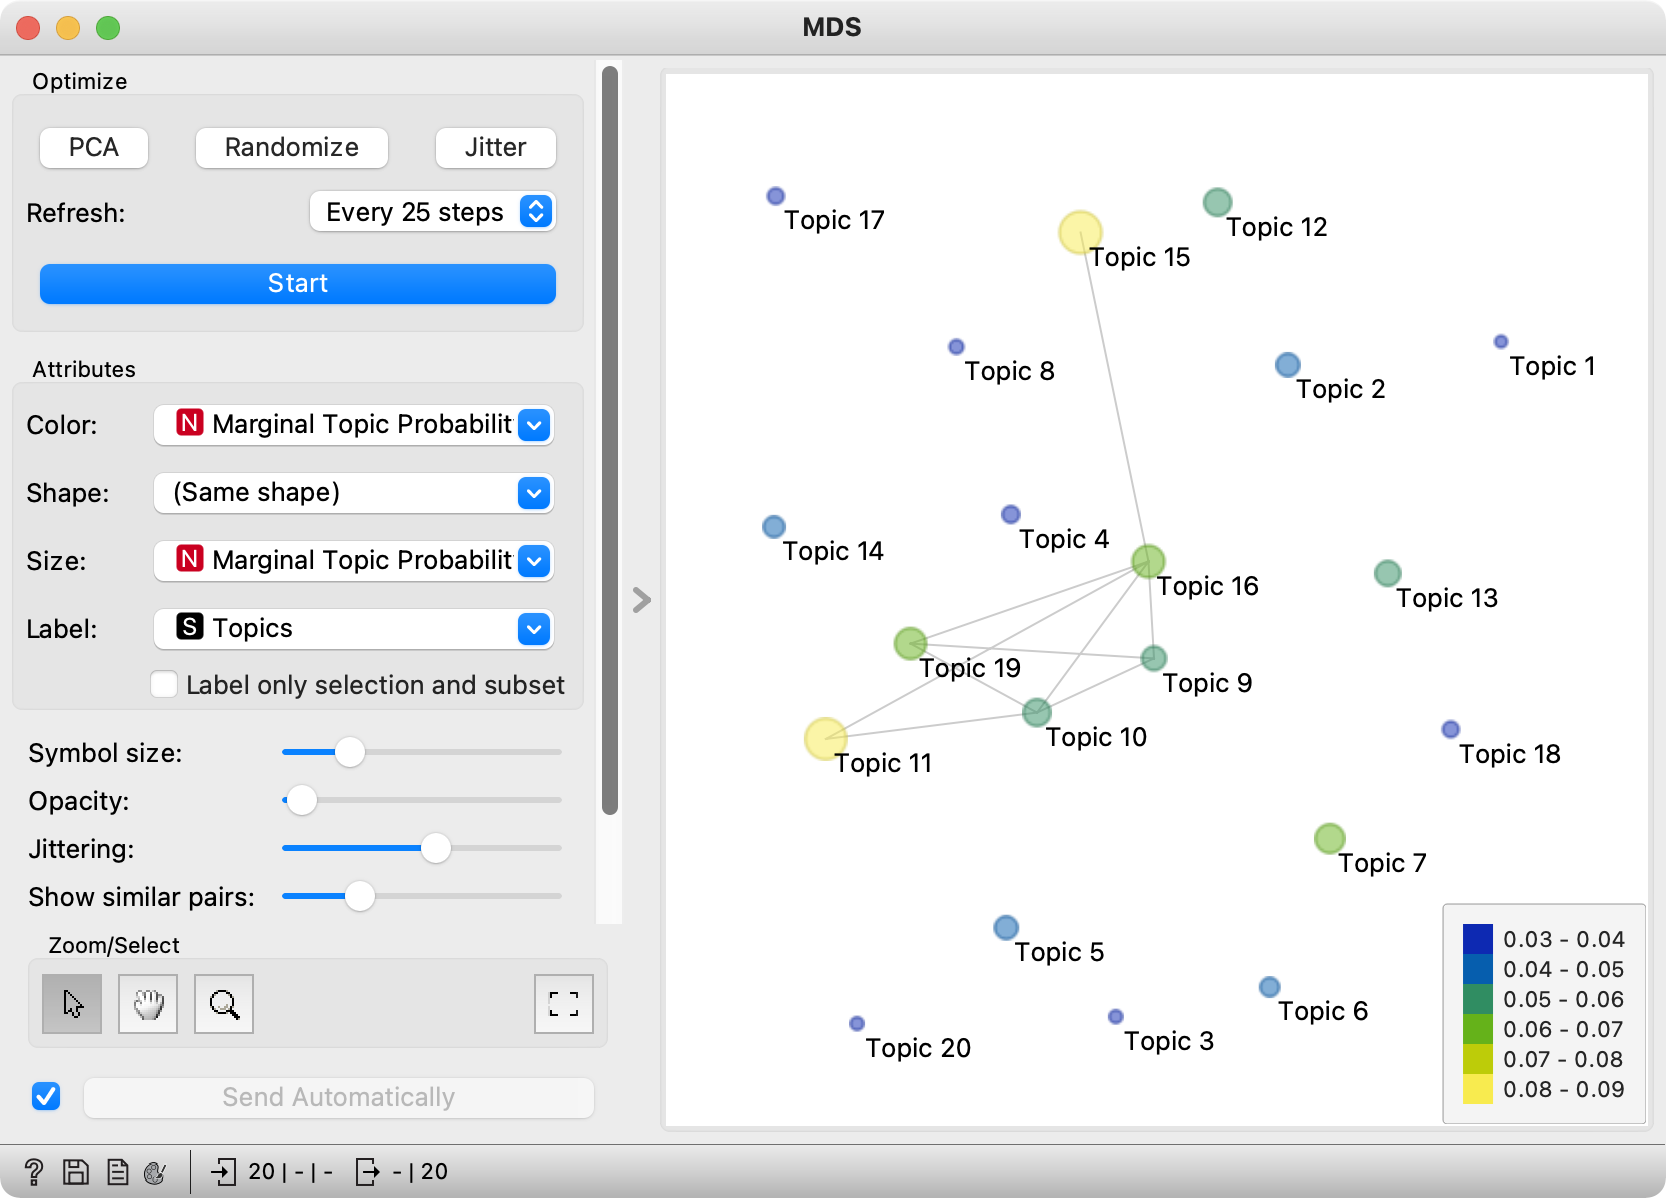 MDS
Optimize
PCA
Randomize
Jitter
Refresh:
Every 25 steps
Start
Attributes
Color:
N Marginal Topic Probabilit
Shape:
(Same shape)
Size:
N Marginal Topic Probabilit
Label:
S Topics
Label only selection and subset
Symbol size:
Opacity:
Jittering:
Show similar pairs:
Zoom/Select
Send Automatically
? 20 | - | - - | 20
Topic 17
Topic 12
Topic 15
Topic 8
Topic 2
Topic 1
Topic 14
Topic 4
Topic 16
Topic 13
Topic 19
Topic 9
Topic 10
Topic 11
Topic 18
Topic 7
Topic 5
Topic 6
Topic 20
Topic 3
0.03 - 0.04
0.04 - 0.05
0.05 - 0.06
0.06 - 0.07
0.07 - 0.08
0.08 - 0.09